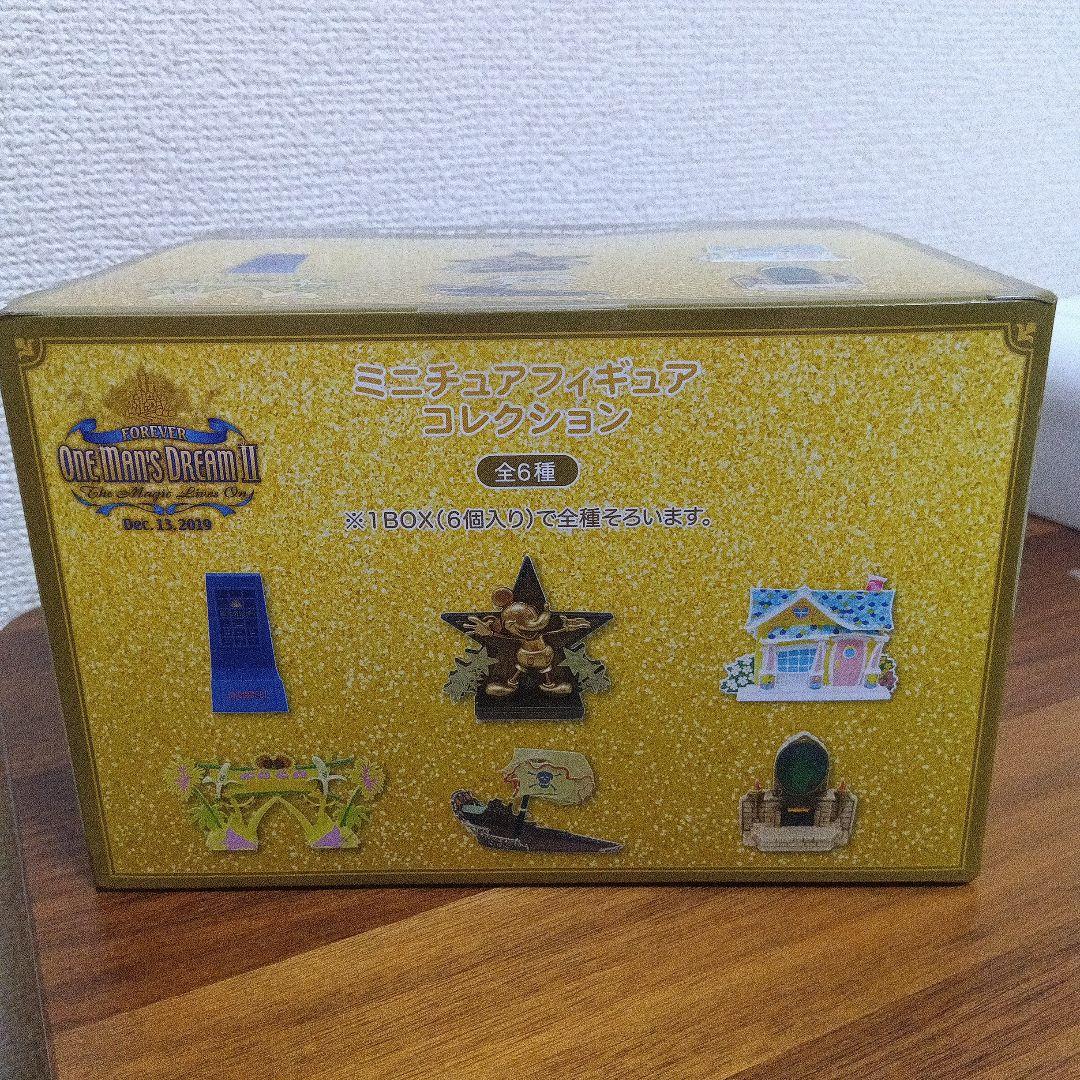 ミニチュアフィギュア
コレクション
全6種
※1BOX(6個入り)で全種そろいます。
FOREVER
ONE MAN'S DREAM II
The Magic Lives On
Dec. 13, 2019